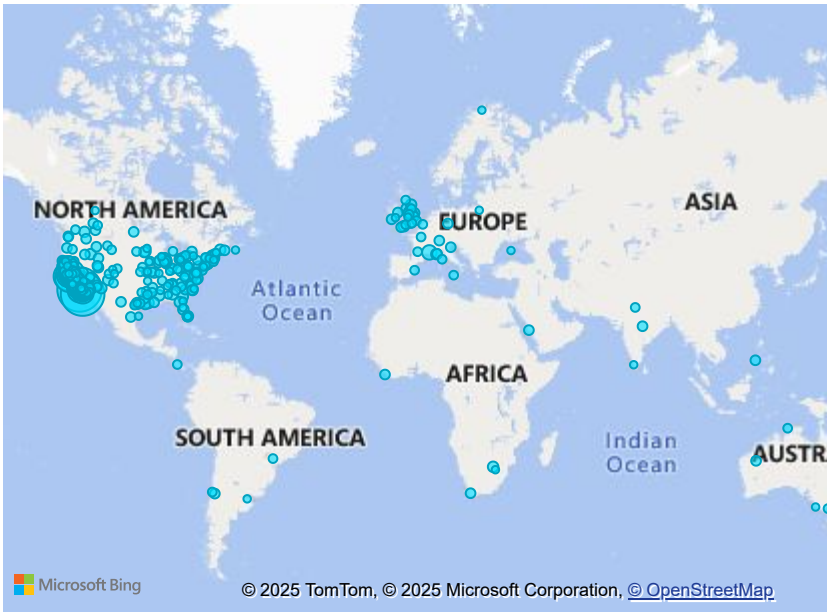 NORTH AMERICA
ASIA
EUROPE
Atlantic
Ocean
AFRICA
SOUTH AMERICA
Indian
Ocean
AUSTR
Microsoft Bing
© 2025 TomTom, © 2025 Microsoft Corporation, © OpenStreetMap